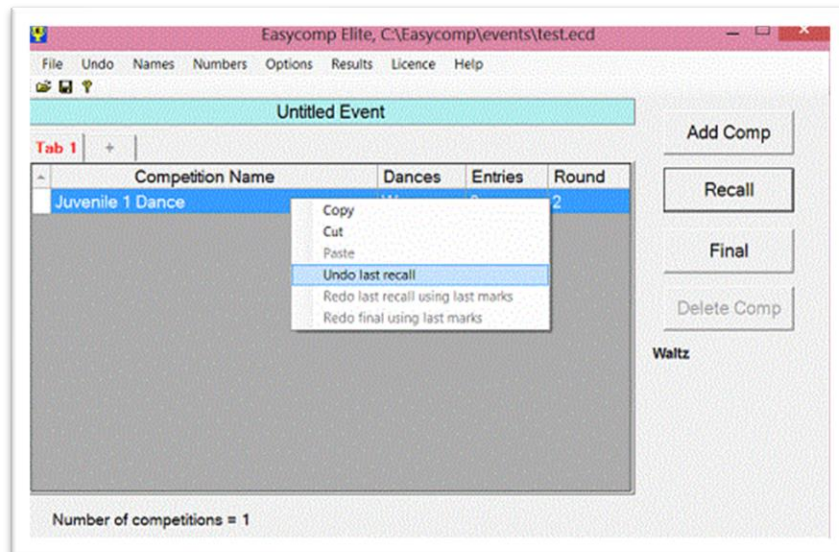 Easycomp Elite, C:\Easycomp\events\test.ecd
File Undo Names Numbers Options Results Licence Help
Untitled Event
Add Comp
Tab 1 +
Competition Name Dances Entries Round
Recall
Juvenile 1 Dance 2
Copy
Cut
Paste
Final
Undo last recall
Redo last recall using last marks
Redo final using last marks
Delete Comp
Waltz
Number of competitions = 1